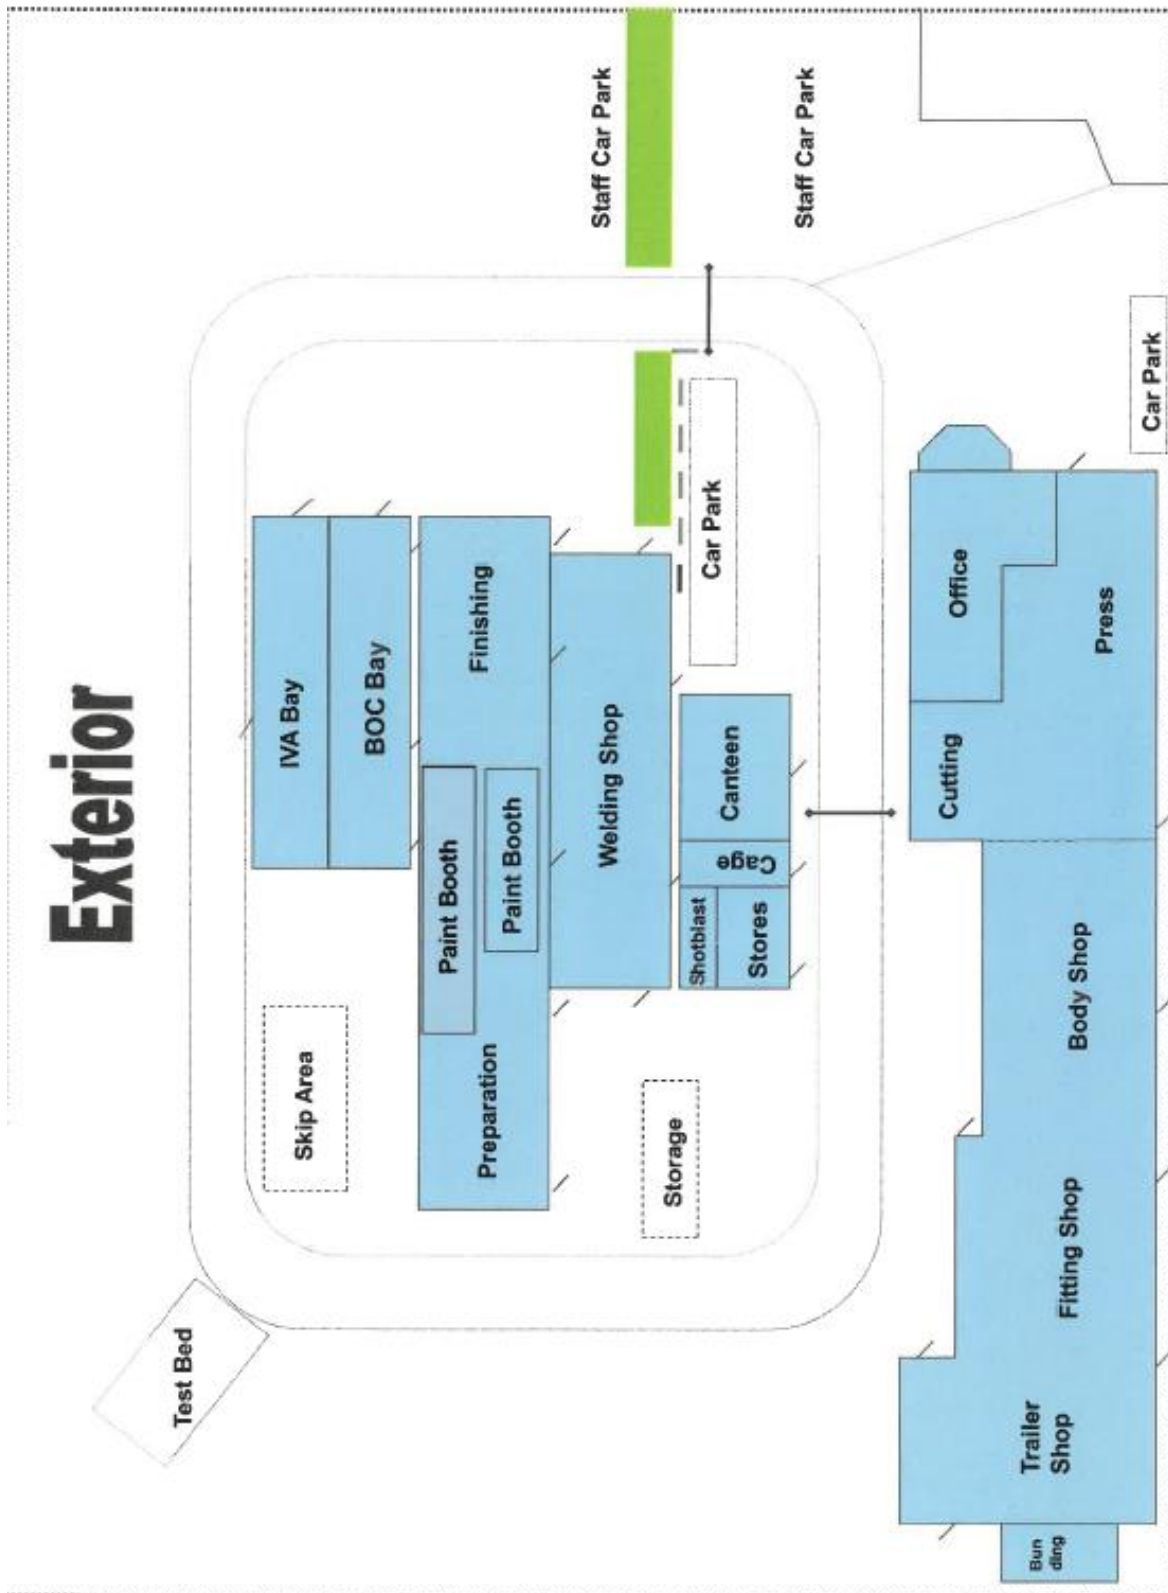 Exterior
Test Bed
Skip Area
IVA Bay
BOC Bay
Preparation
Paint Booth
Paint Booth
Finishing
Welding Shop
Storage
Shotblast
Stores
Cage
Canteen
Car Park
Staff Car Park
Staff Car Park
Bun
ding
Trailer
Shop
Fitting Shop
Body Shop
Cutting
Office
Press
Car Park